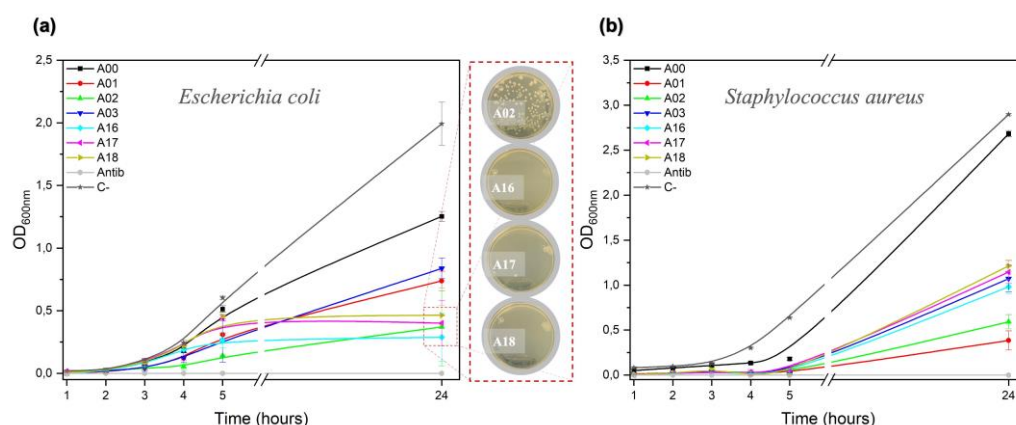 (a)
2,5
2,0
1,5
1,0
0,5
0,0
OD600nm
A00
A01
A02
A03
A16
A17
A18
Antib
C-
Escherichia coli
1 2 3 4 5 24
Time (hours)
A02
A16
A17
A18
(b)
3,5
3,0
2,5
2,0
1,5
1,0
0,5
0,0
OD600nm
A00
A01
A02
A03
A16
A17
A18
Antib
C-
Staphylococcus aureus
1 2 3 4 5 24
Time (hours)